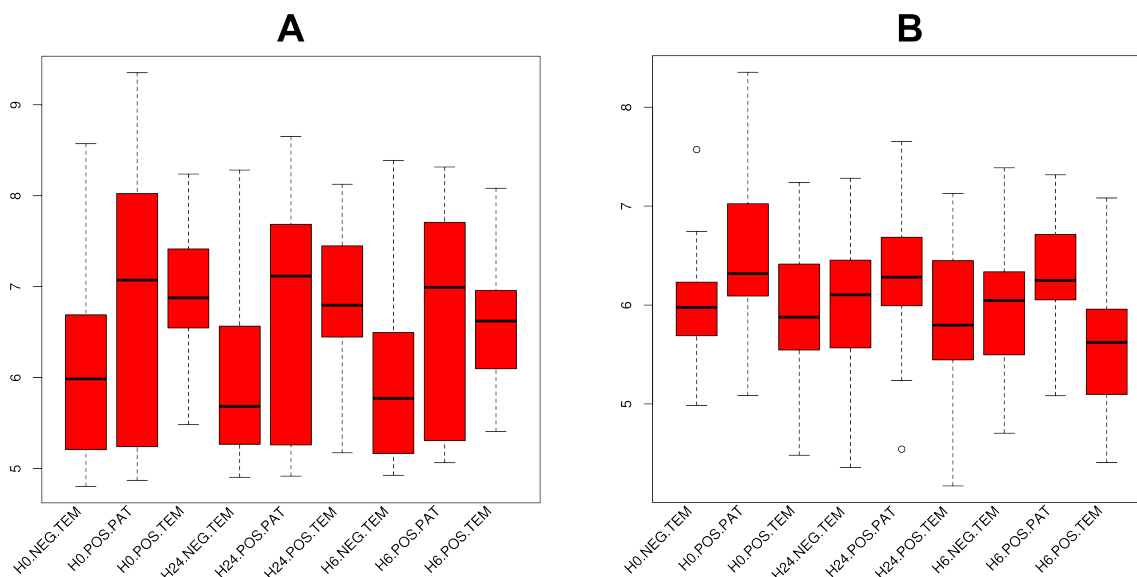 A
9
8
7
6
5
H0.NEG.TEM
H0.POS.PAT
H0.POS.TEM
H24.NEG.TEM
H24.POS.PAT
H24.POS.TEM
H6.NEG.TEM
H6.POS.PAT
H6.POS.TEM
B
8
7
6
5
H0.NEG.TEM
H0.POS.PAT
H0.POS.TEM
H24.NEG.TEM
H24.POS.PAT
H24.POS.TEM
H6.NEG.TEM
H6.POS.PAT
H6.POS.TEM